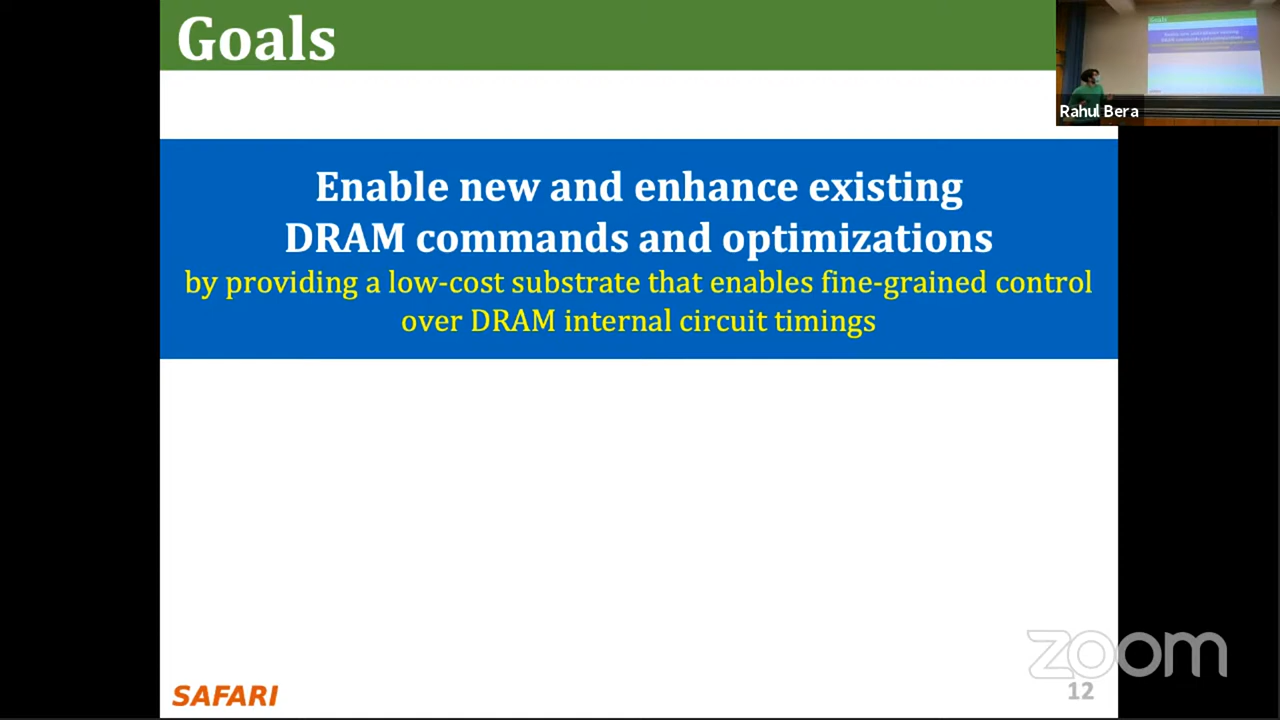 Goals
Rahul Bera
Enable new and enhance existing
DRAM commands and optimizations
by providing a low-cost substrate that enables fine-grained control
over DRAM internal circuit timings
zoom
SAFARI
12